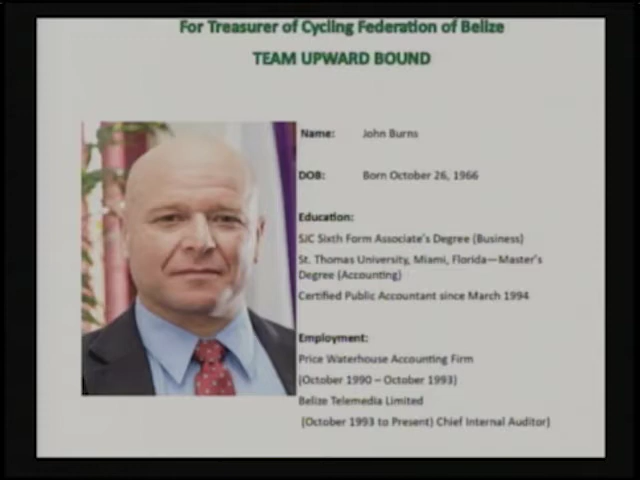 For Treasurer of Cycling Federation of Belize
TEAM UPWARD BOUND
Name: John Burns
DOB: Born October 26, 1966
Education:
SJC Sixth Form Associate's Degree (Business)
St. Thomas University, Miami, Florida—Master's
Degree (Accounting)
Certified Public Accountant since March 1994
Employment:
Price Waterhouse Accounting Firm
(October 1990 – October 1993)
Belize Telemedia Limited
(October 1993 to Present) Chief Internal Auditor)